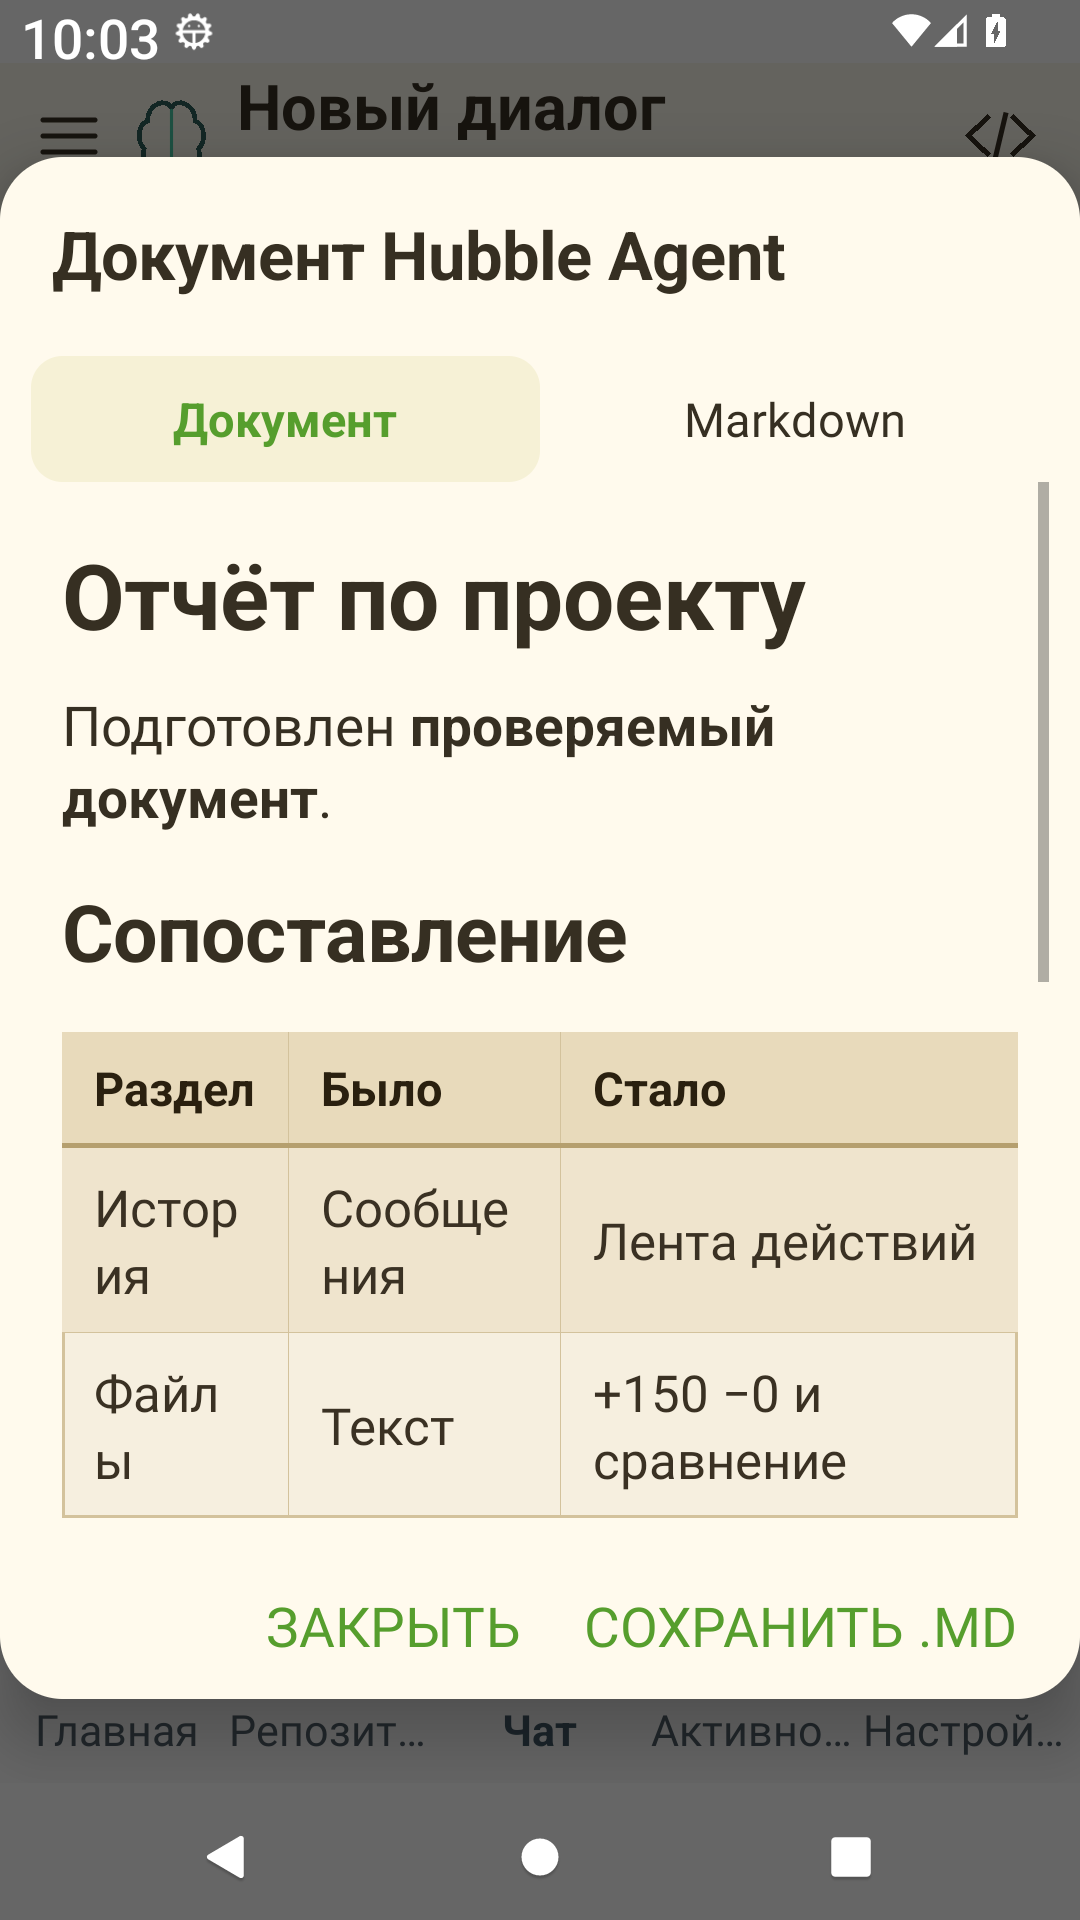 10:03
Новый диалог
Документ Hubble Agent
Документ
Markdown
Отчёт по проекту
Подготовлен проверяемый
документ.
Сопоставление
Раздел Было Стало
Истор
ия
Сообще
ния
Лента действий
Файл
ы
Текст
+150 −0 и
сравнение
ЗАКРЫТЬ СОХРАНИТЬ .MD
Главная Репозит... Чат Активно... Настрой...